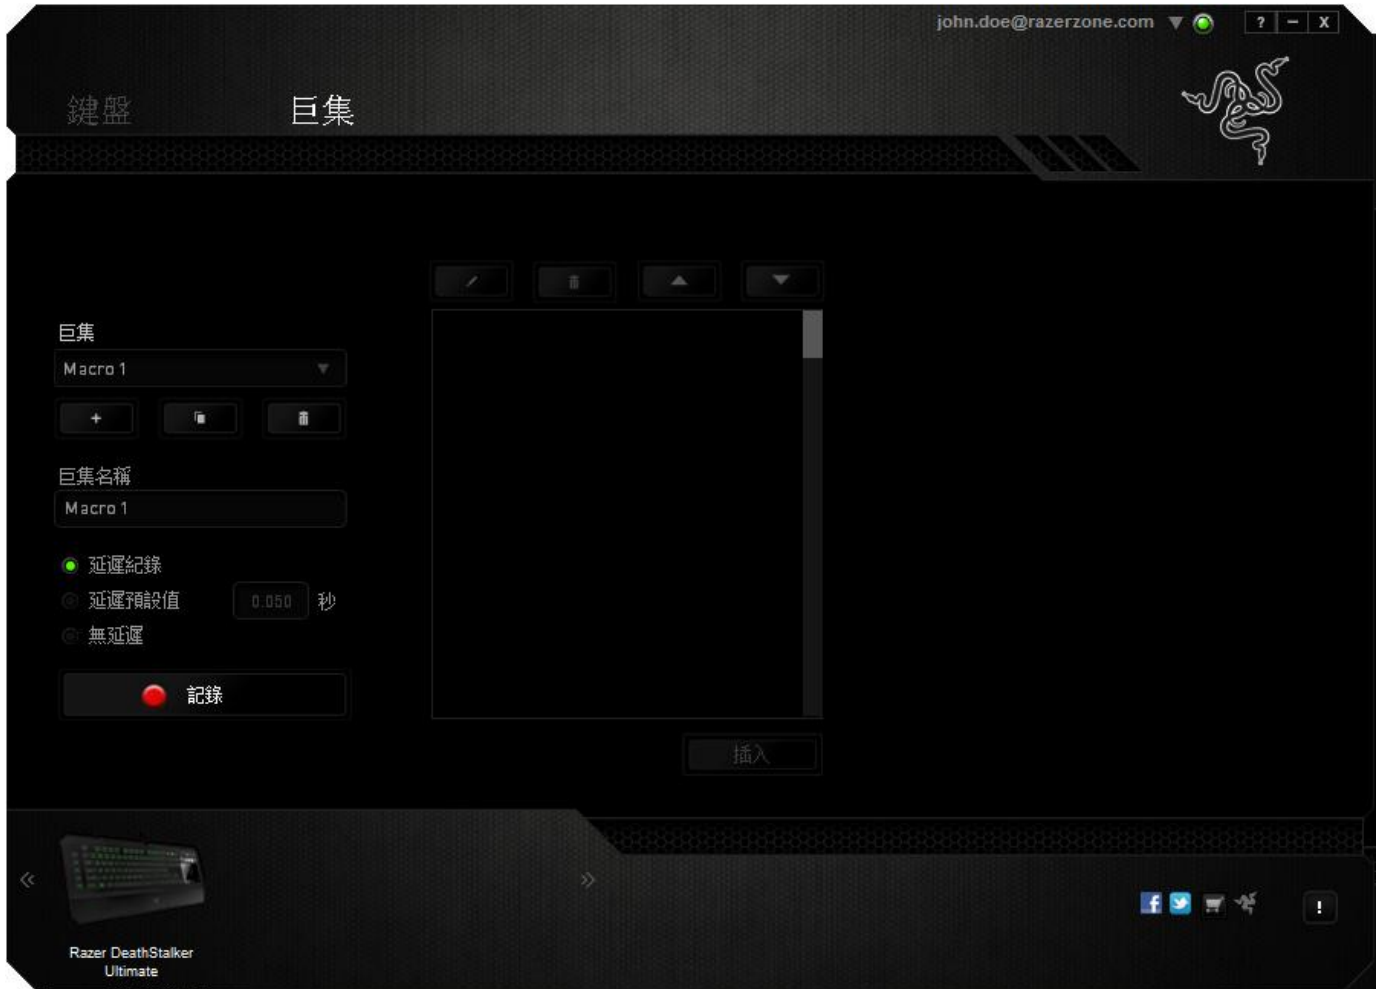 john.doe@razerzone.com
? – X
鍵盤 巨集
巨集
Macro 1
+
巨集名稱
Macro 1
延遲紀錄
延遲預設值 0.050 秒
無延遲
記錄
插入
« »
f
!
Razer DeathStalker
Ultimate